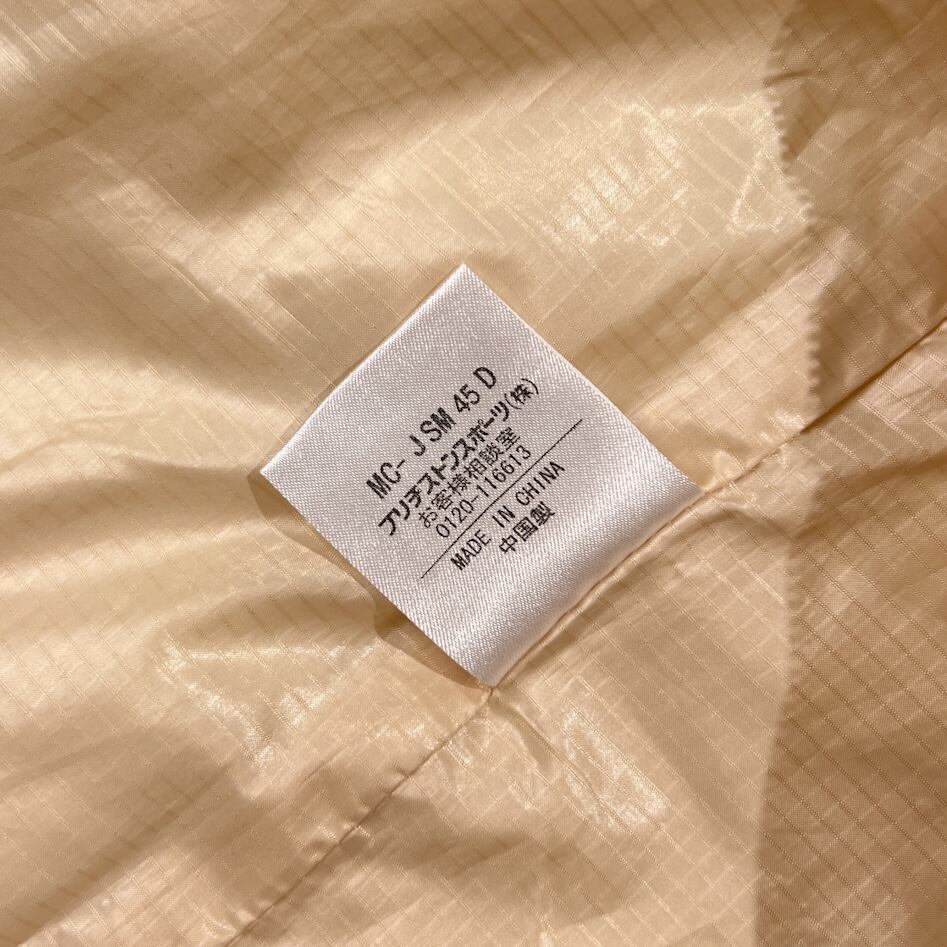 MC- JSM 45 D
ブリヂストンスポーツ(株)
お客様相談室
0120-116613
MADE IN CHINA
中国製